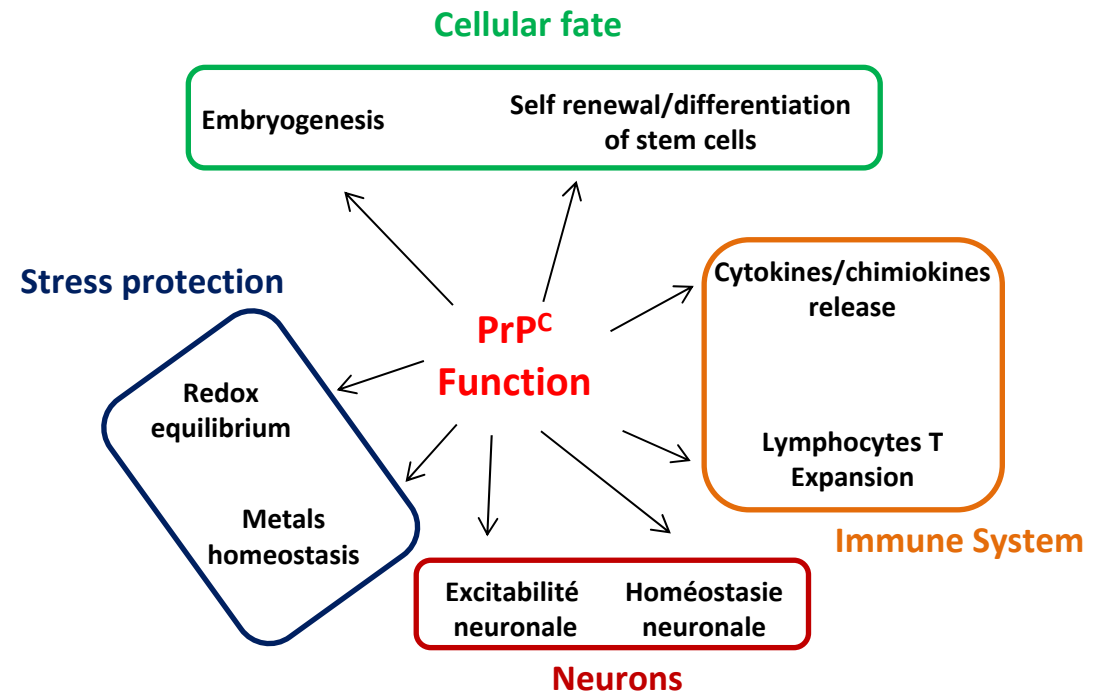 Cellular fate
Embryogenesis
Self renewal/differentiation
of stem cells
Stress protection
Redox
equilibrium
Metals
homeostasis
PrPᶜ
Function
Cytokines/chimiokines
release
Lymphocytes T
Expansion
Immune System
Excitabilité
neuronale
Homéostasie
neuronale
Neurons